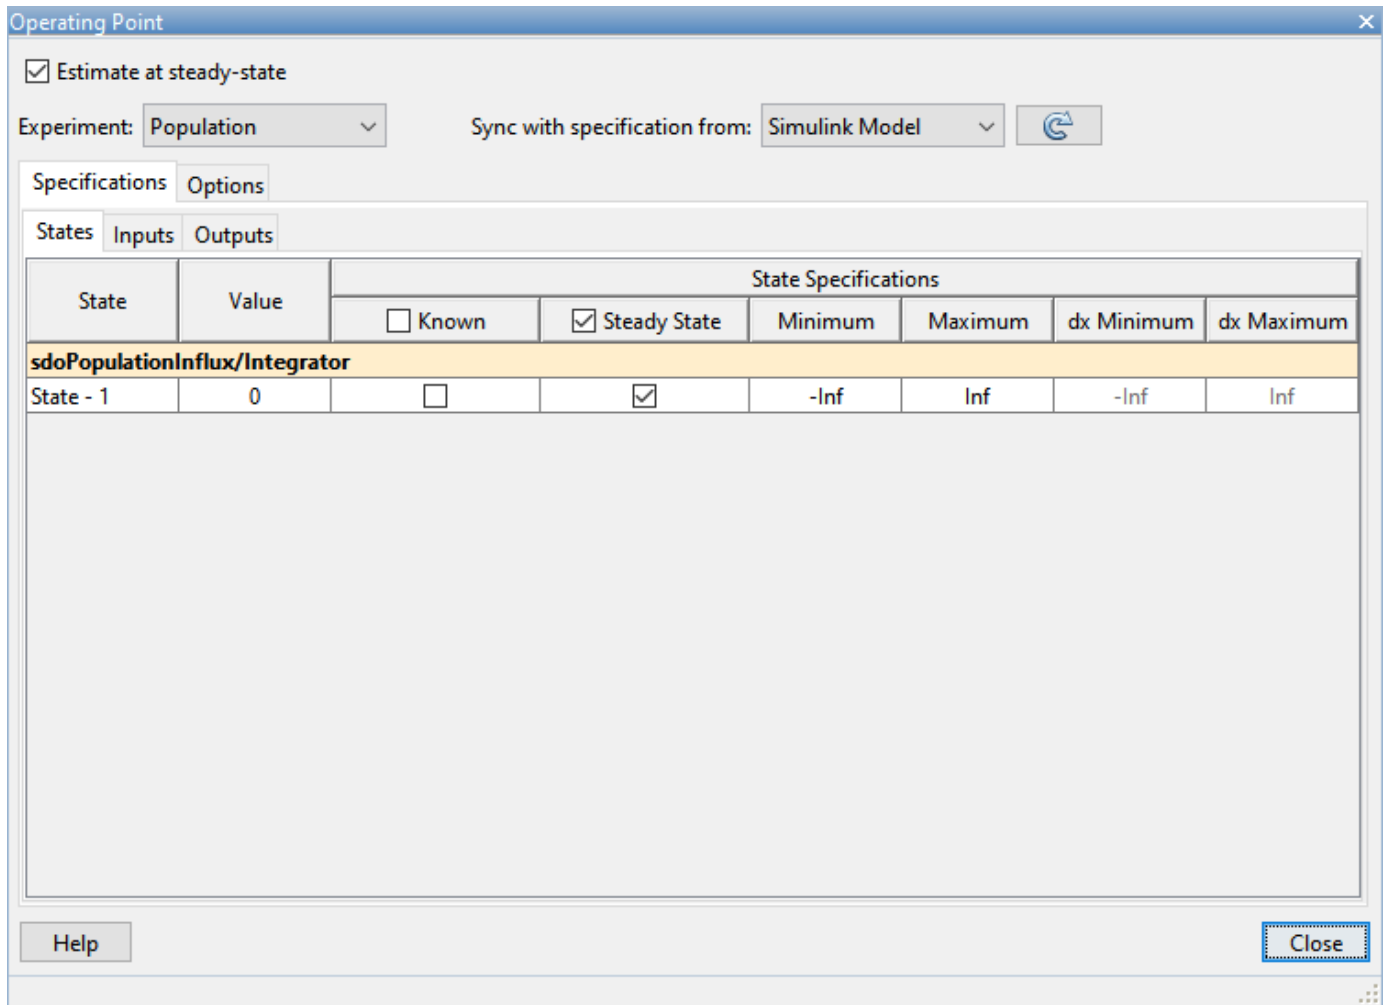 Operating Point
Estimate at steady-state
Experiment: Population Sync with specification from: Simulink Model
Specifications Options
States Inputs Outputs
State Value State Specifications
Known Steady State Minimum Maximum dx Minimum dx Maximum
sdoPopulationInflux/Integrator
State - 1 0 -Inf Inf -Inf Inf
Help Close